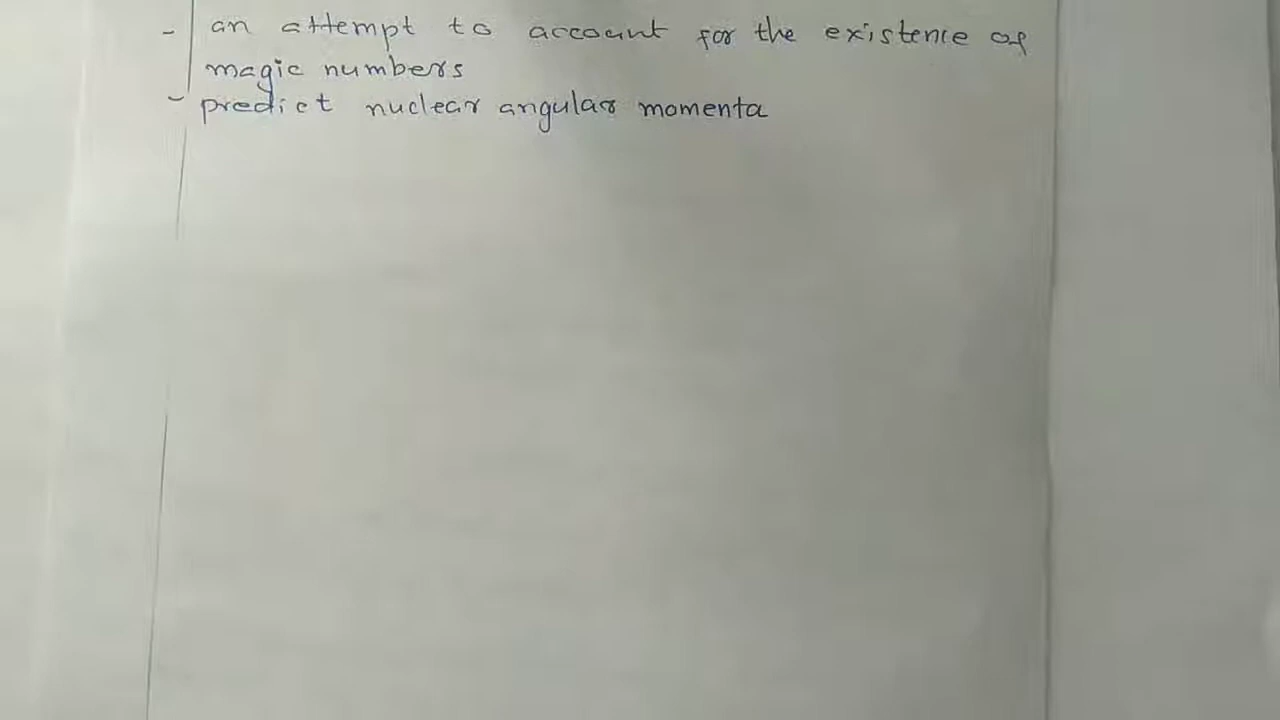 - an attempt to account for the existence of
magic numbers
- predict nuclear angular momenta